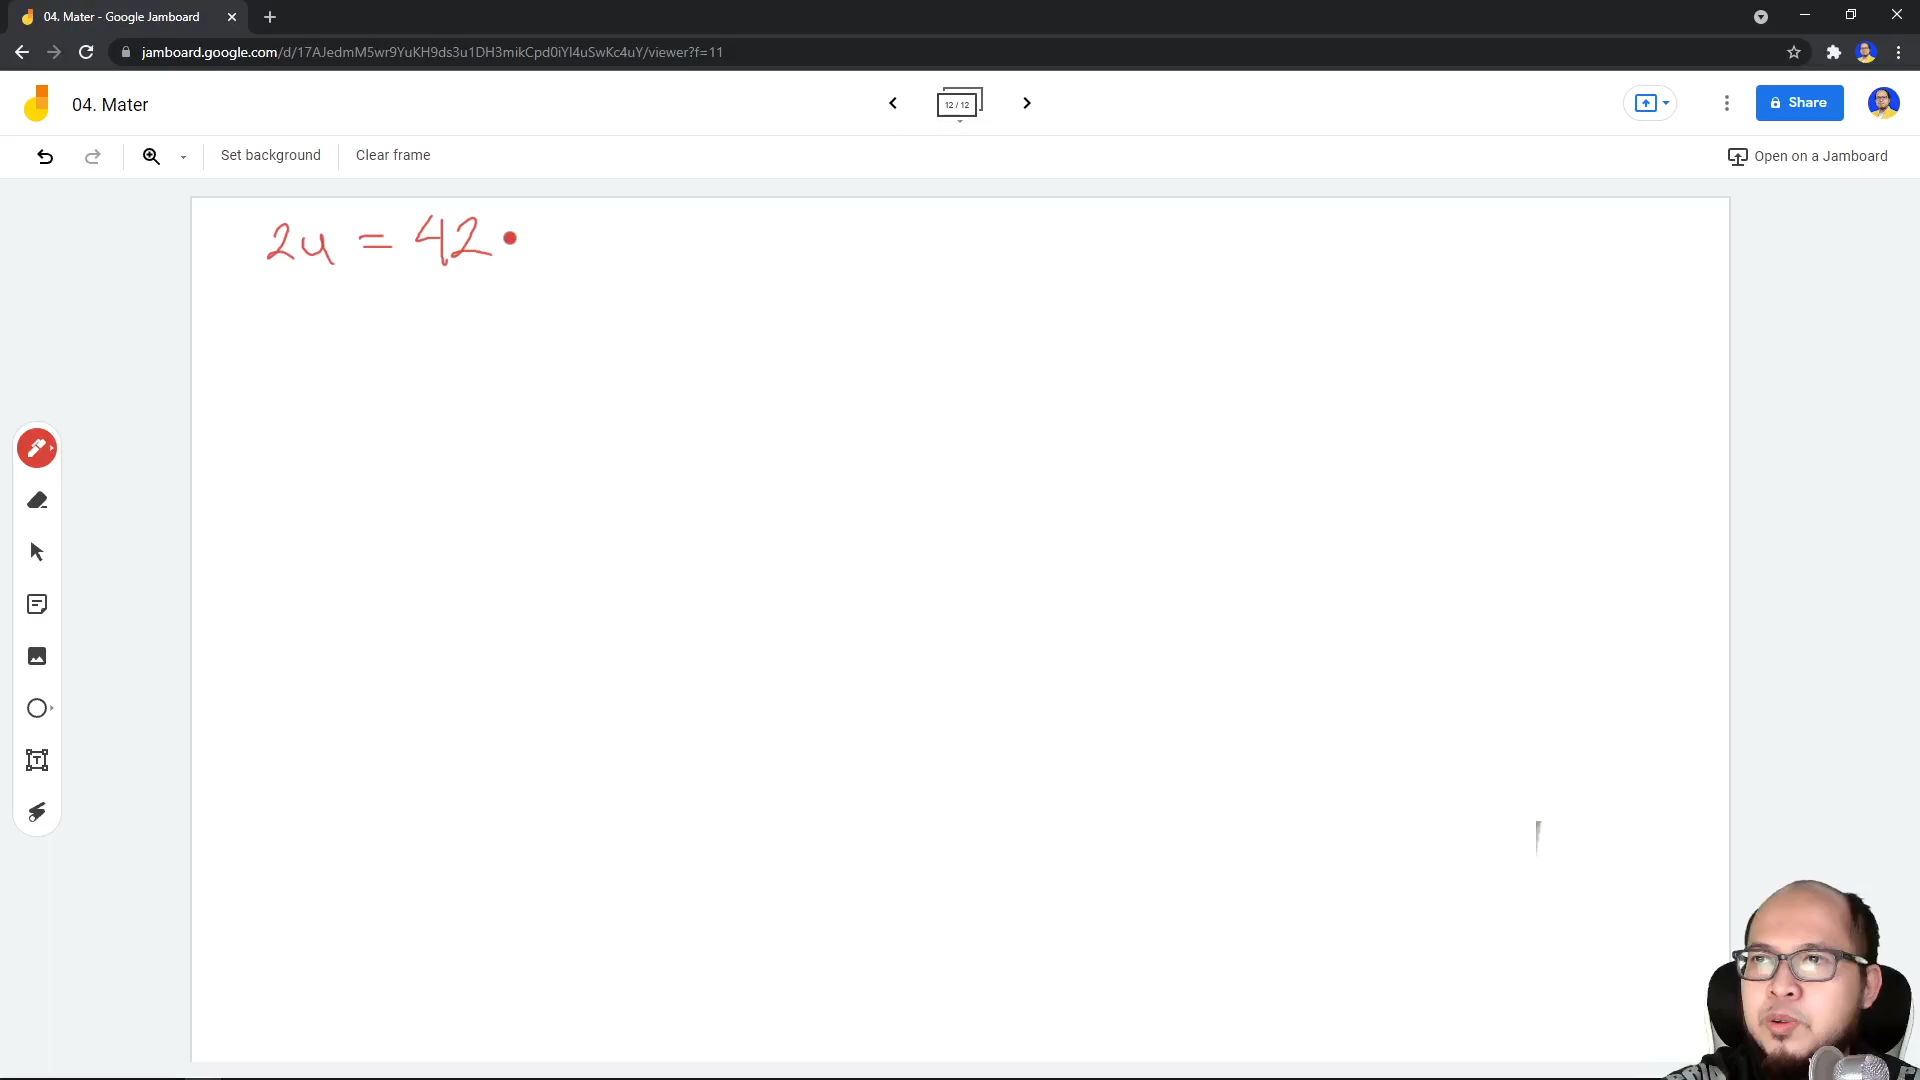 04. Mater - Google Jamboard
jamboard.google.com/d/17AJedmM5wr9YuKH9ds3u1DH3mikCpd0iYI4uSwKc4uY/viewer?f=11
04. Mater
12 / 12
Share
Set background
Clear frame
Open on a Jamboard
2u = 42